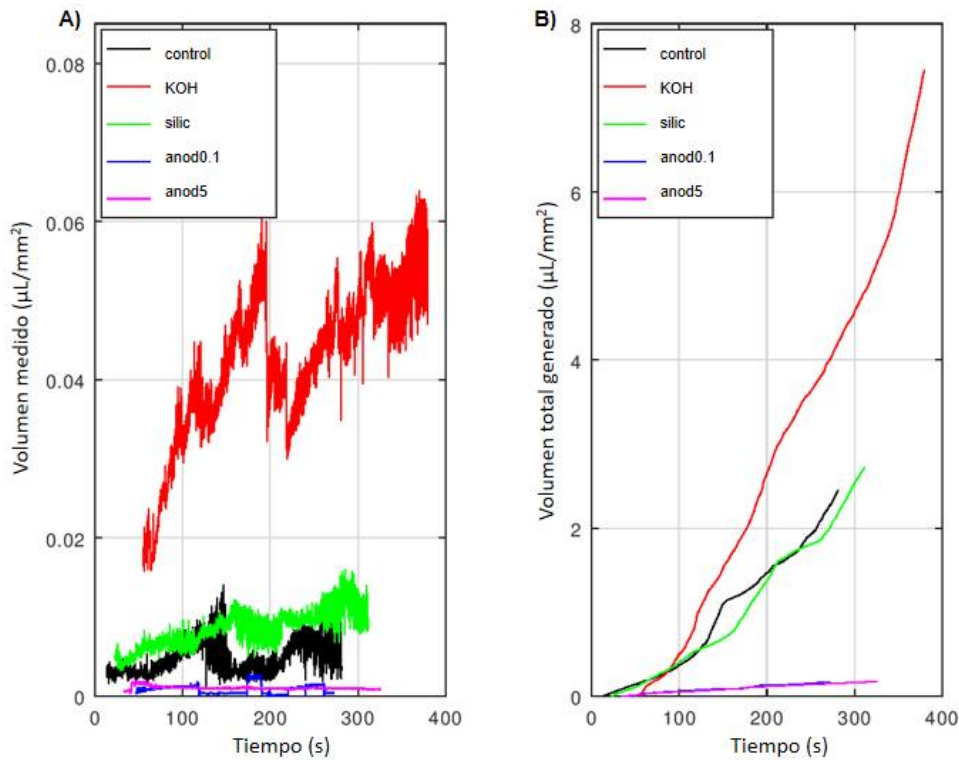 A)
control
KOH
silic
anod0.1
anod5
0.08
0.06
0.04
0.02
0
0
100
200
300
400
Volumen medido (µL/mm²)
Tiempo (s)
B)
control
KOH
silic
anod0.1
anod5
8
6
4
2
0
0
100
200
300
400
Volumen total generado (µL/mm²)
Tiempo (s)